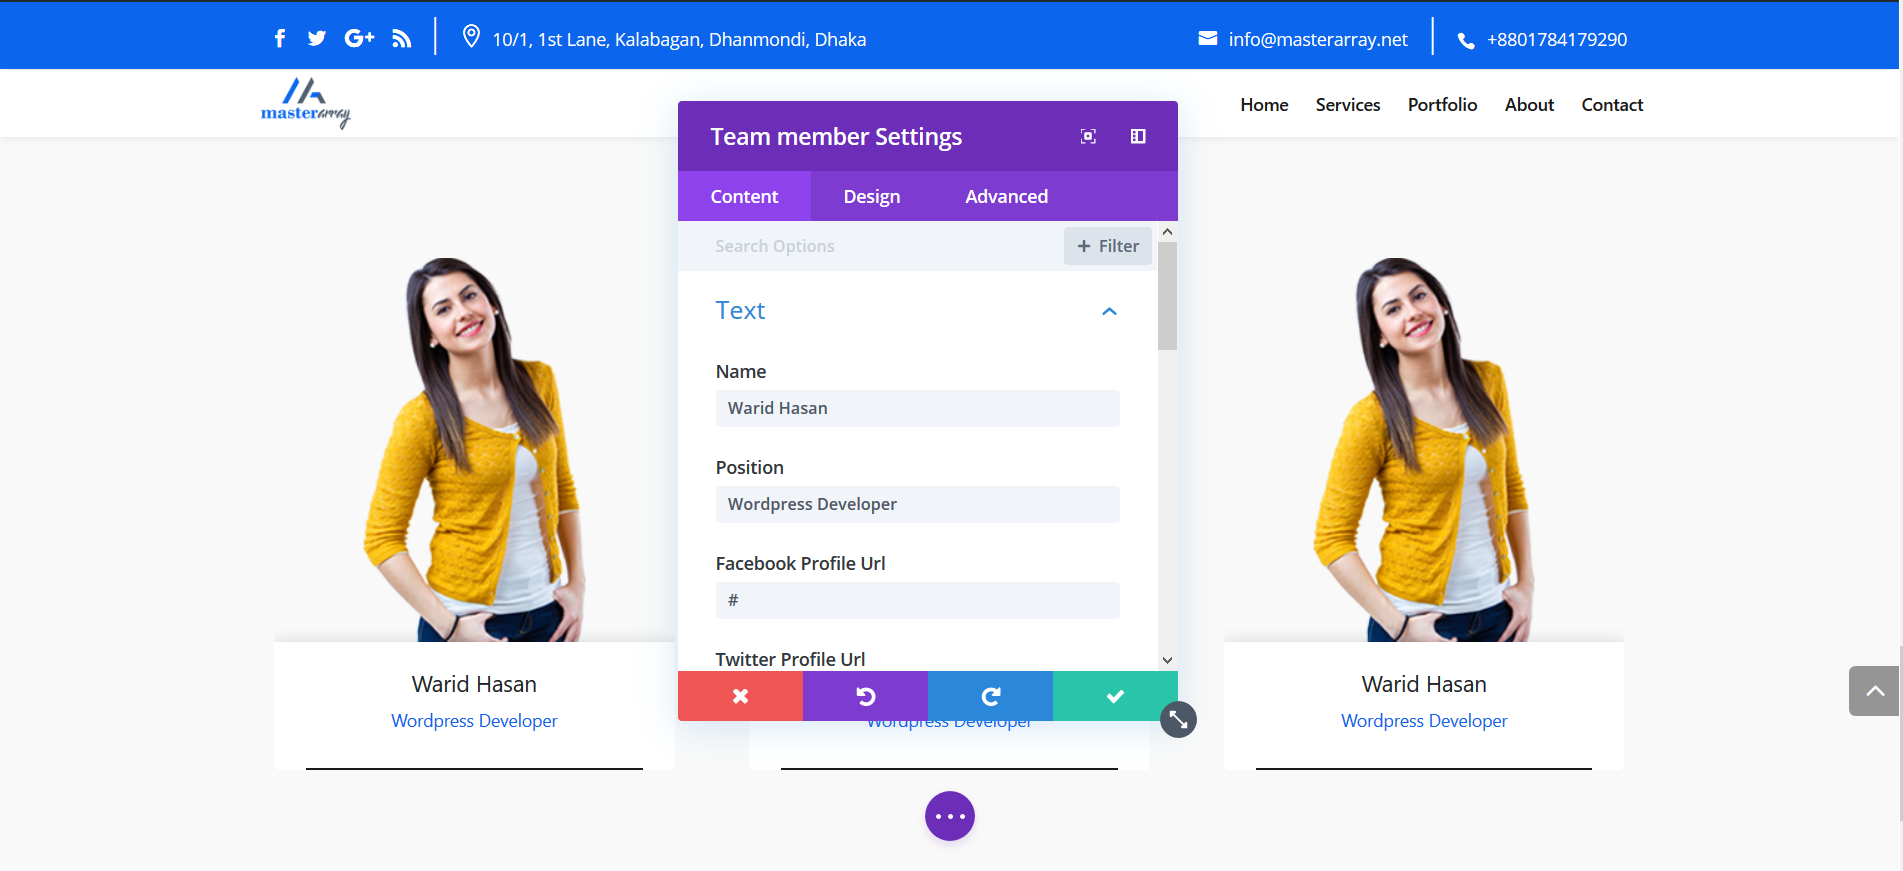 10/1, 1st Lane, Kalabagan, Dhanmondi, Dhaka
info@masterarray.net
+8801784179290
masterarray
Home Services Portfolio About Contact
Team member Settings
Content Design Advanced
Search Options
+ Filter
Text
Name
Warid Hasan
Position
Wordpress Developer
Facebook Profile Url
#
Twitter Profile Url
Warid Hasan
Wordpress Developer
Wordpress Developer
Warid Hasan
Wordpress Developer